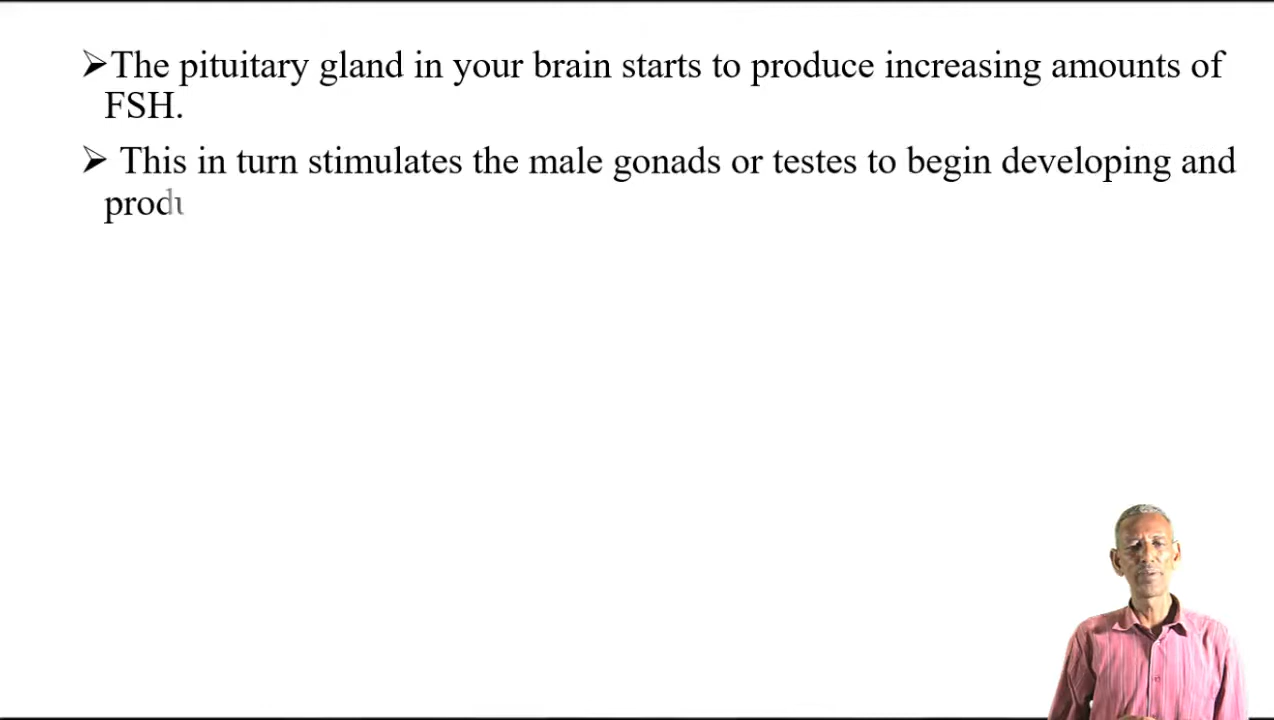 ➢The pituitary gland in your brain starts to produce increasing amounts of
FSH.
➢ This in turn stimulates the male gonads or testes to begin developing and
produ